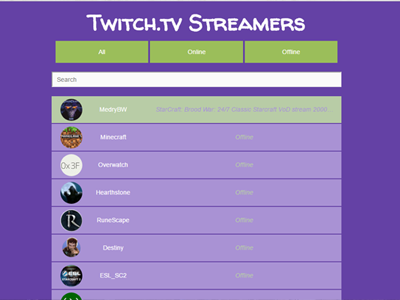 Twitch.tv Streamers
All Online Offline
Search
MedryBW StarCraft: Brood War: 24/7 Classic Starcraft Vod stream 2006
Minecraft Offline
0x3F Overwatch Offline
Hearthstone Offline
R RuneScape Offline
Destiny Offline
ESL ESL_SC2 Offline